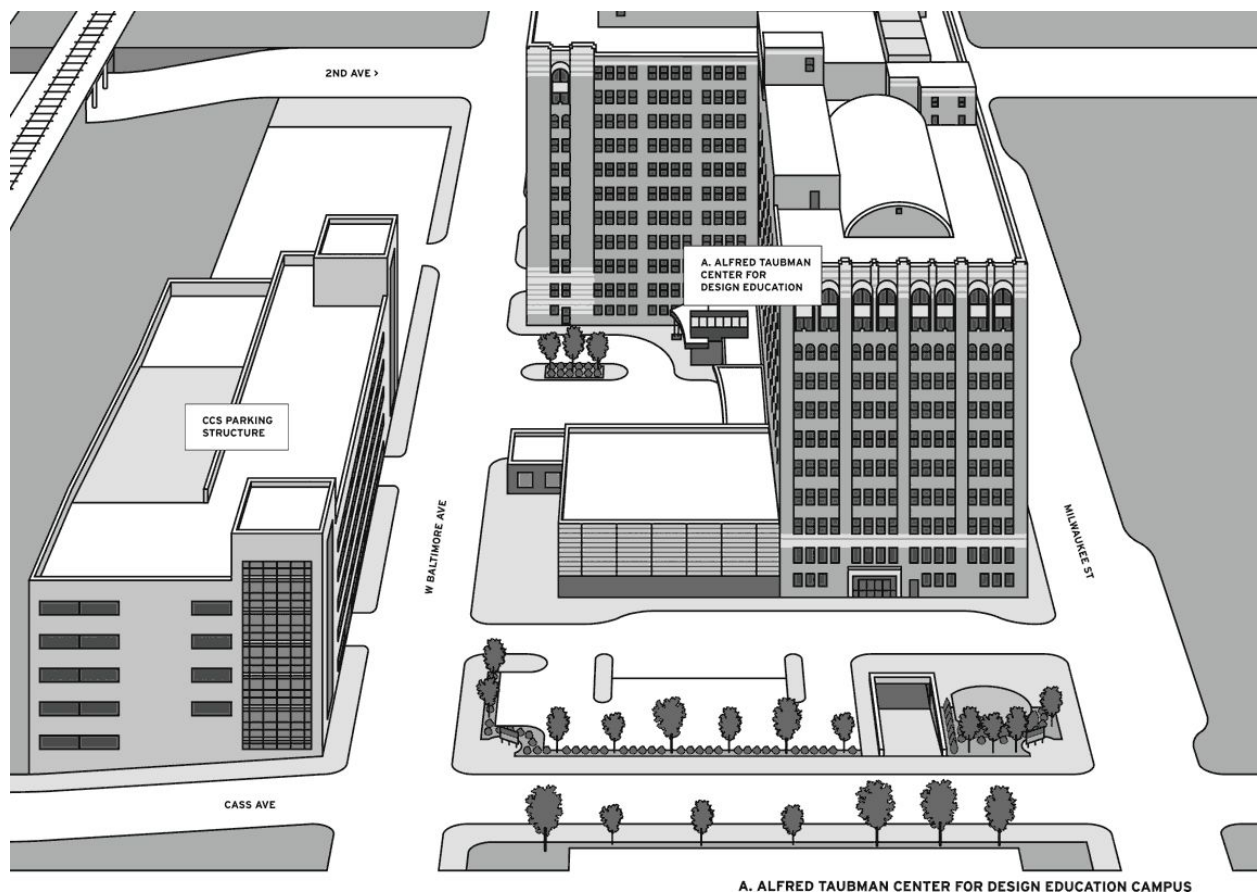 2ND AVE >
A. ALFRED TAUBMAN
CENTER FOR
DESIGN EDUCATION
CCS PARKING
STRUCTURE
W BALTIMORE AVE
MILWAUKEE ST
CASS AVE
A. ALFRED TAUBMAN CENTER FOR DESIGN EDUCATION CAMPUS